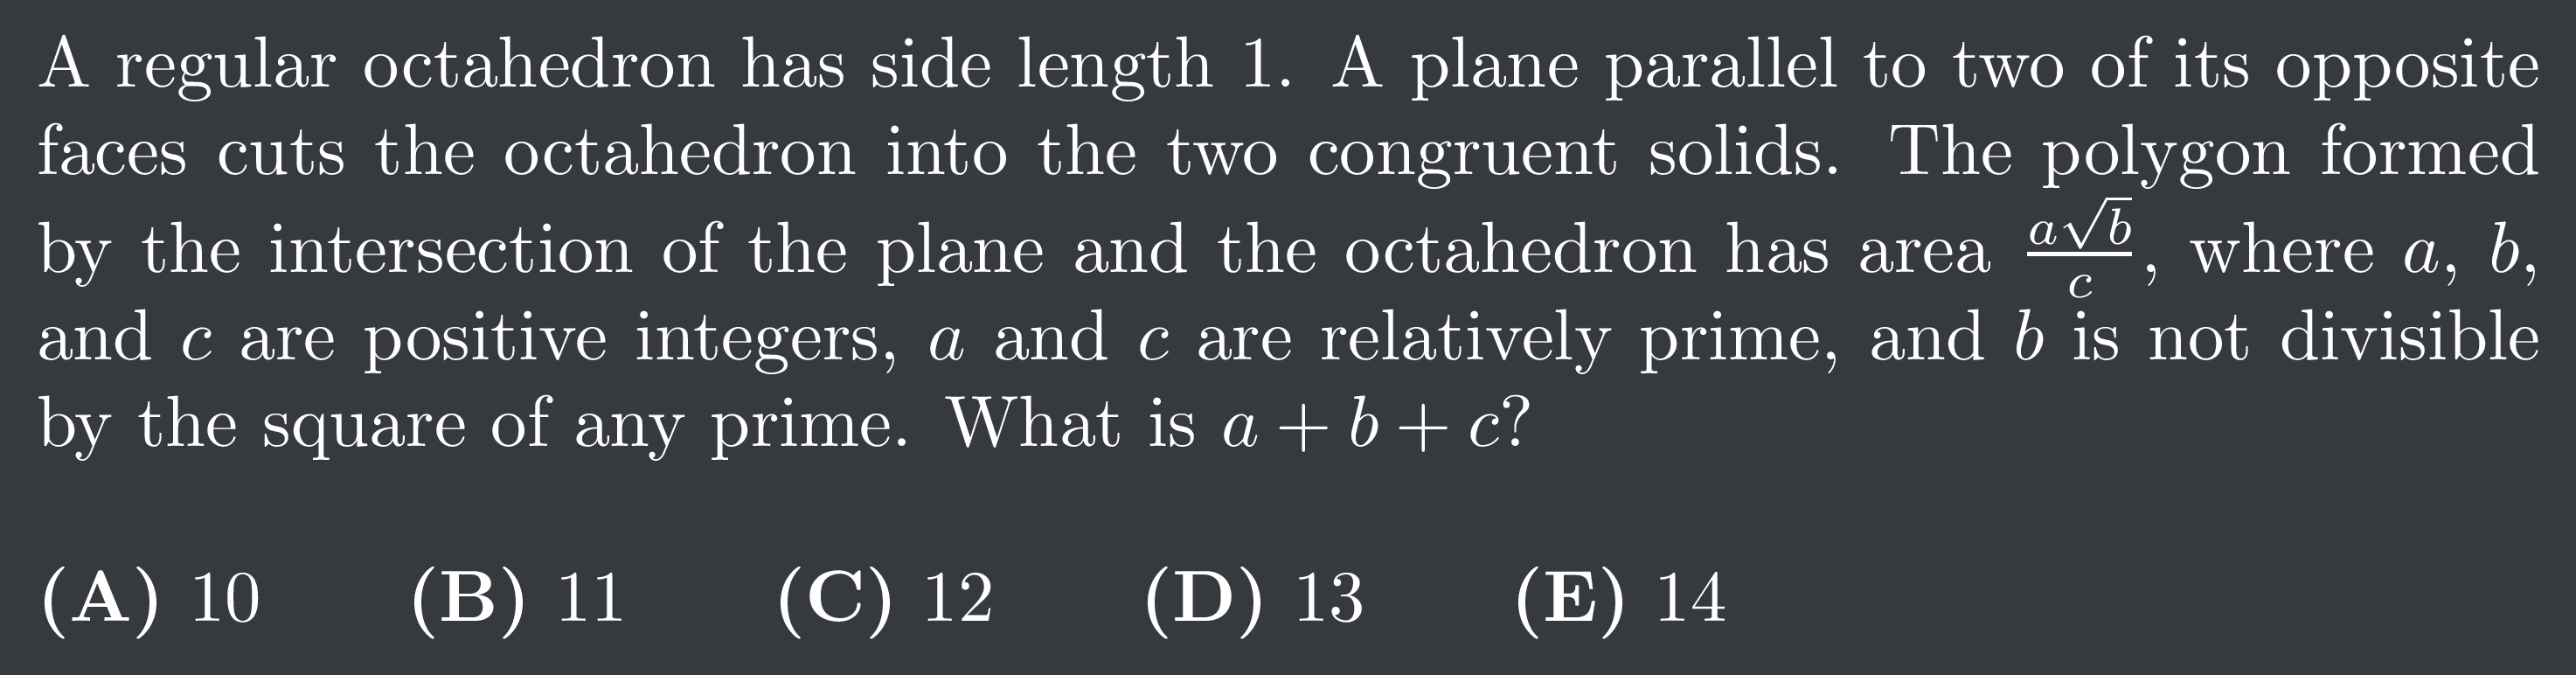 A regular octahedron has side length 1. A plane parallel to two of its opposite
faces cuts the octahedron into the two congruent solids. The polygon formed
by the intersection of the plane and the octahedron has area $\frac{a\sqrt{b}}{c}$, where $a$, $b$,
and $c$ are positive integers, $a$ and $c$ are relatively prime, and $b$ is not divisible
by the square of any prime. What is $a + b + c$?
(A) 10 (B) 11 (C) 12 (D) 13 (E) 14